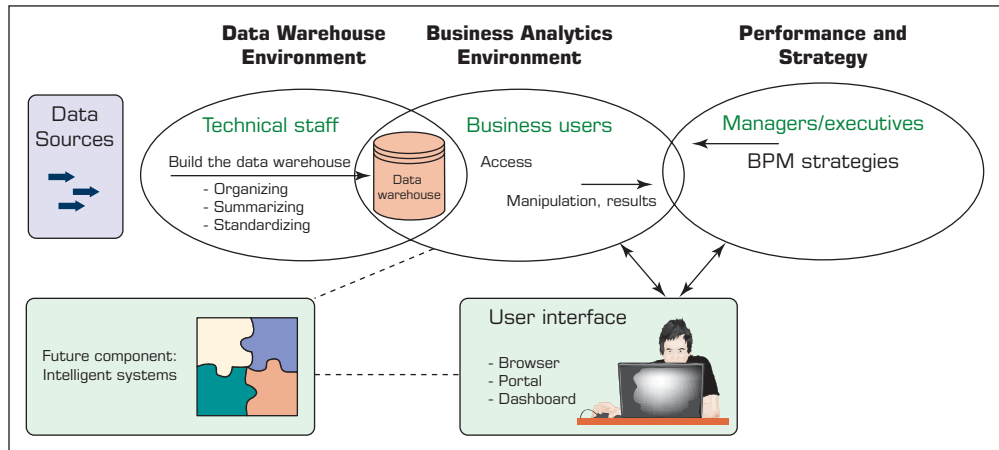 Data Warehouse
Environment
Business Analytics
Environment
Performance and
Strategy
Data
Sources
Technical staff
Build the data warehouse
- Organizing
- Summarizing
- Standardizing
Data
warehouse
Business users
Access
Manipulation, results
Managers/executives
BPM strategies
Future component:
Intelligent systems
User interface
- Browser
- Portal
- Dashboard